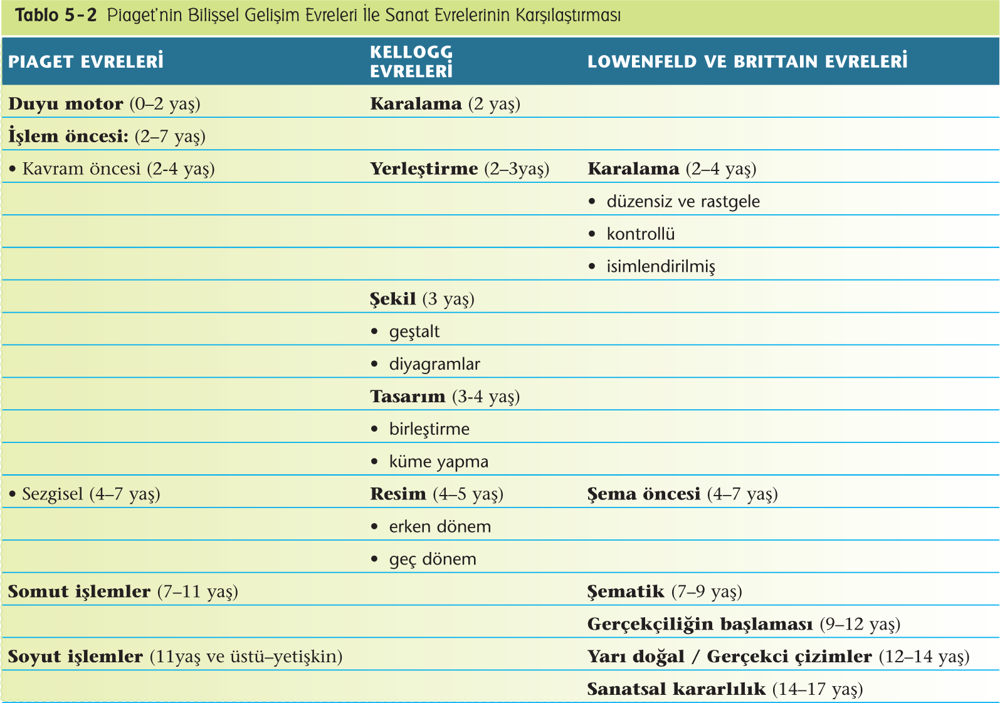 Tablo 5-2 Piaget'nin Bilişsel Gelişim Evreleri İle Sanat Evrelerinin Karşılaştırması
PIAGET EVRELERİ KELLOGG EVRELERİ LOWENFELD VE BRITTAIN EVRELERİ
Duyu motor (0–2 yaş) Karalama (2 yaş)
İşlem öncesi: (2–7 yaş)
• Kavram öncesi (2-4 yaş) Yerleştirme (2–3yaş) Karalama (2–4 yaş)
• düzensiz ve rastgele
• kontrollü
• isimlendirilmiş
Şekil (3 yaş)
• geştalt
• diyagramlar
Tasarım (3-4 yaş)
• birleştirme
• küme yapma
• Sezgisel (4–7 yaş) Resim (4–5 yaş) Şema öncesi (4–7 yaş)
• erken dönem
• geç dönem
Somut işlemler (7–11 yaş) Şematik (7–9 yaş)
Gerçekçiliğin başlaması (9–12 yaş)
Soyut işlemler (11yaş ve üstü–yetişkin) Yarı doğal / Gerçekci çizimler (12–14 yaş)
Sanatsal kararlılık (14–17 yaş)